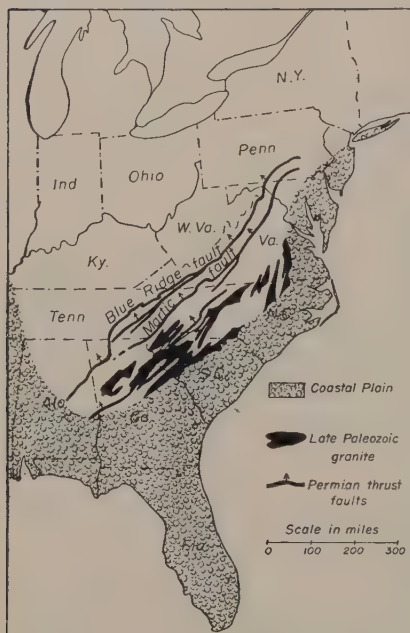 N.Y.
Penn
Ind
Ohio
W. Va.
Va.
Ky.
Blue Ridge fault
Martic fault
Tenn
N.C.
S.C.
Ala
Ga
Fla
Coastal Plain
Late Paleozoic
granite
Permian thrust
faults
Scale in miles
0 100 200 300